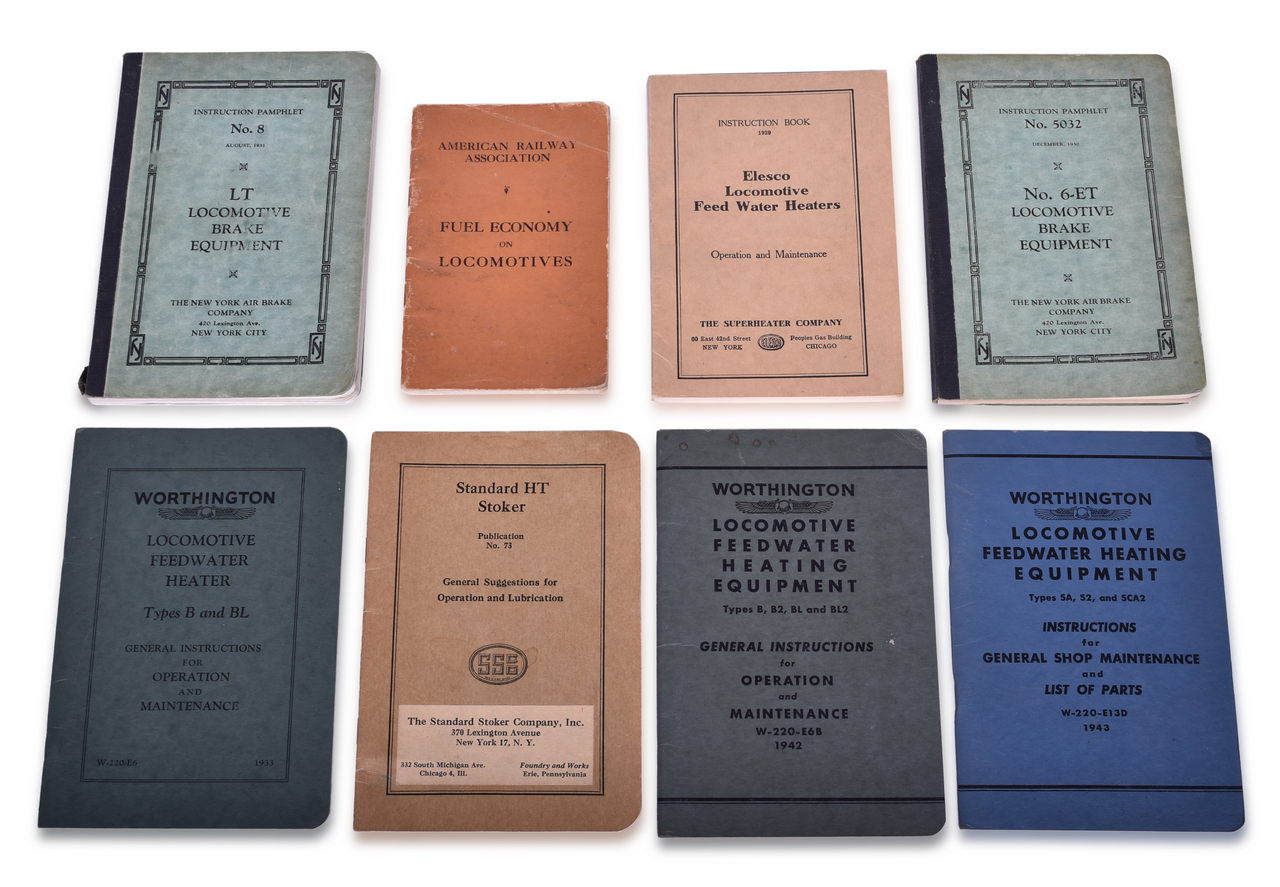 INSTRUCTION PAMPHLET
No. 8
AUGUST, 1931
LT
LOCOMOTIVE
BRAKE
EQUIPMENT
THE NEW YORK AIR BRAKE
COMPANY
420 Lexington Ave.
NEW YORK CITY
AMERICAN RAILWAY
ASSOCIATION
FUEL ECONOMY
ON
LOCOMOTIVES
INSTRUCTION BOOK
1929
Elesco
Locomotive
Feed Water Heaters
Operation and Maintenance
THE SUPERHEATER COMPANY
60 East 42nd Street Peoples Gas Building
NEW YORK CHICAGO
ELESCO
INSTRUCTION PAMPHLET
No. 5032
DECEMBER, 1930
No. 6-ET
LOCOMOTIVE
BRAKE
EQUIPMENT
THE NEW YORK AIR BRAKE
COMPANY
420 Lexington Ave.
NEW YORK CITY
WORTHINGTON
LOCOMOTIVE
FEEDWATER
HEATER
Types B and BL
GENERAL INSTRUCTIONS
FOR
OPERATION
AND
MAINTENANCE
W-220-E6 1933
Standard HT
Stoker
Publication
No. 73
General Suggestions for
Operation and Lubrication
The Standard Stoker Company, Inc.
370 Lexington Avenue
New York 17, N. Y.
332 South Michigan Ave. Foundry and Works
Chicago 4, Ill. Erie, Pennsylvania
WORTHINGTON
LOCOMOTIVE
FEEDWATER
HEATING
EQUIPMENT
Types B, B2, BL and BL2
GENERAL INSTRUCTIONS
for
OPERATION
and
MAINTENANCE
W-220-E6B
1942
WORTHINGTON
LOCOMOTIVE
FEEDWATER HEATING
EQUIPMENT
Types SA, S2, and SCA2
INSTRUCTIONS
for
GENERAL SHOP MAINTENANCE
and
LIST OF PARTS
W-220-E13D
1943